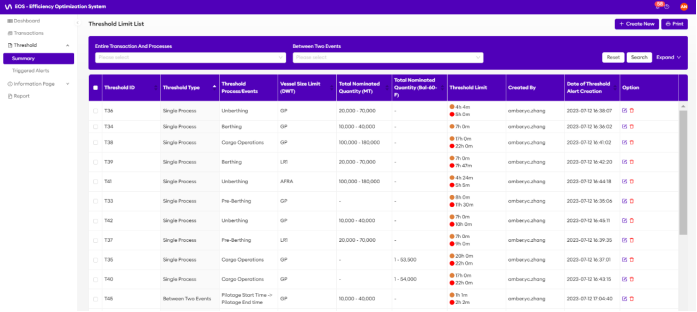 EOS - Efficiency Optimisation System
AM
Dashboard
Transactions
Threshold
Summary
Triggered Alerts
Information Page
Report
Threshold Limit List
+ Create New
Print
Entire Transaction And Processes
Please select
Between Two Events
Please select
Reset
Search
Expand
Threshold ID
Threshold Type
Threshold Process/Events
Vessel Size Limit (DWT)
Total Nominated Quantity (MT)
Total Nominated Quantity (Bal-60-F)
Threshold Limit
Created By
Date of Threshold Alert Creation
Option
T36 Single Process Unberthing GP 20,000 - 70,000 - 4h 4m 6h 0m amberyc.zhang 2023-07-12 16:38:07
T34 Single Process Berthing GP 10,000 - 40,000 - 7h 0m amberyc.zhang 2023-07-12 16:36:02
T38 Single Process Cargo Operations GP 100,000 - 180,000 - 17h 0m 22h 0m amberyc.zhang 2023-07-12 16:41:02
T39 Single Process Berthing LR1 20,000 - 70,000 - 7h 0m 7h 47m amberyc.zhang 2023-07-12 16:42:20
T41 Single Process Unberthing AFRA 100,000 - 180,000 - 4h 24m 5h 5m amberyc.zhang 2023-07-12 16:44:18
T33 Single Process Pre-Berthing GP - - 6h 0m 11h 30m amberyc.zhang 2023-07-12 16:35:06
T42 Single Process Unberthing GP 10,000 - 40,000 - 7h 0m 10h 0m amberyc.zhang 2023-07-12 16:45:11
T37 Single Process Pre-Berthing LR1 20,000 - 70,000 - 7h 0m 9h 0m amberyc.zhang 2023-07-12 16:39:35
T35 Single Process Cargo Operations GP - 1 - 53,500 20h 0m 22h 0m amberyc.zhang 2023-07-12 16:37:01
T40 Single Process Cargo Operations GP - 1 - 54,000 17h 0m 22h 0m amberyc.zhang 2023-07-12 16:43:15
T45 Between Two Events Pilotage Start Time -> Pilotage End time GP 10,000 - 40,000 - 1h 1m 2h 2m amberyc.zhang 2023-07-12 17:04:40